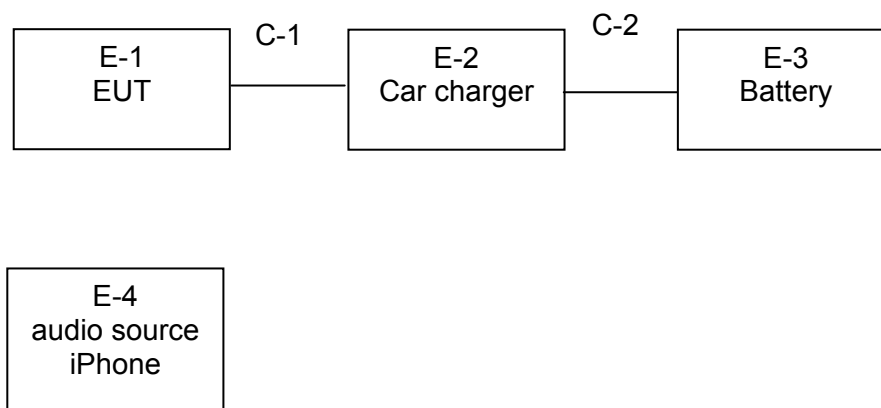 E-1
EUT
C-1
E-2
Car charger
C-2
E-3
Battery
E-4
audio source
iPhone